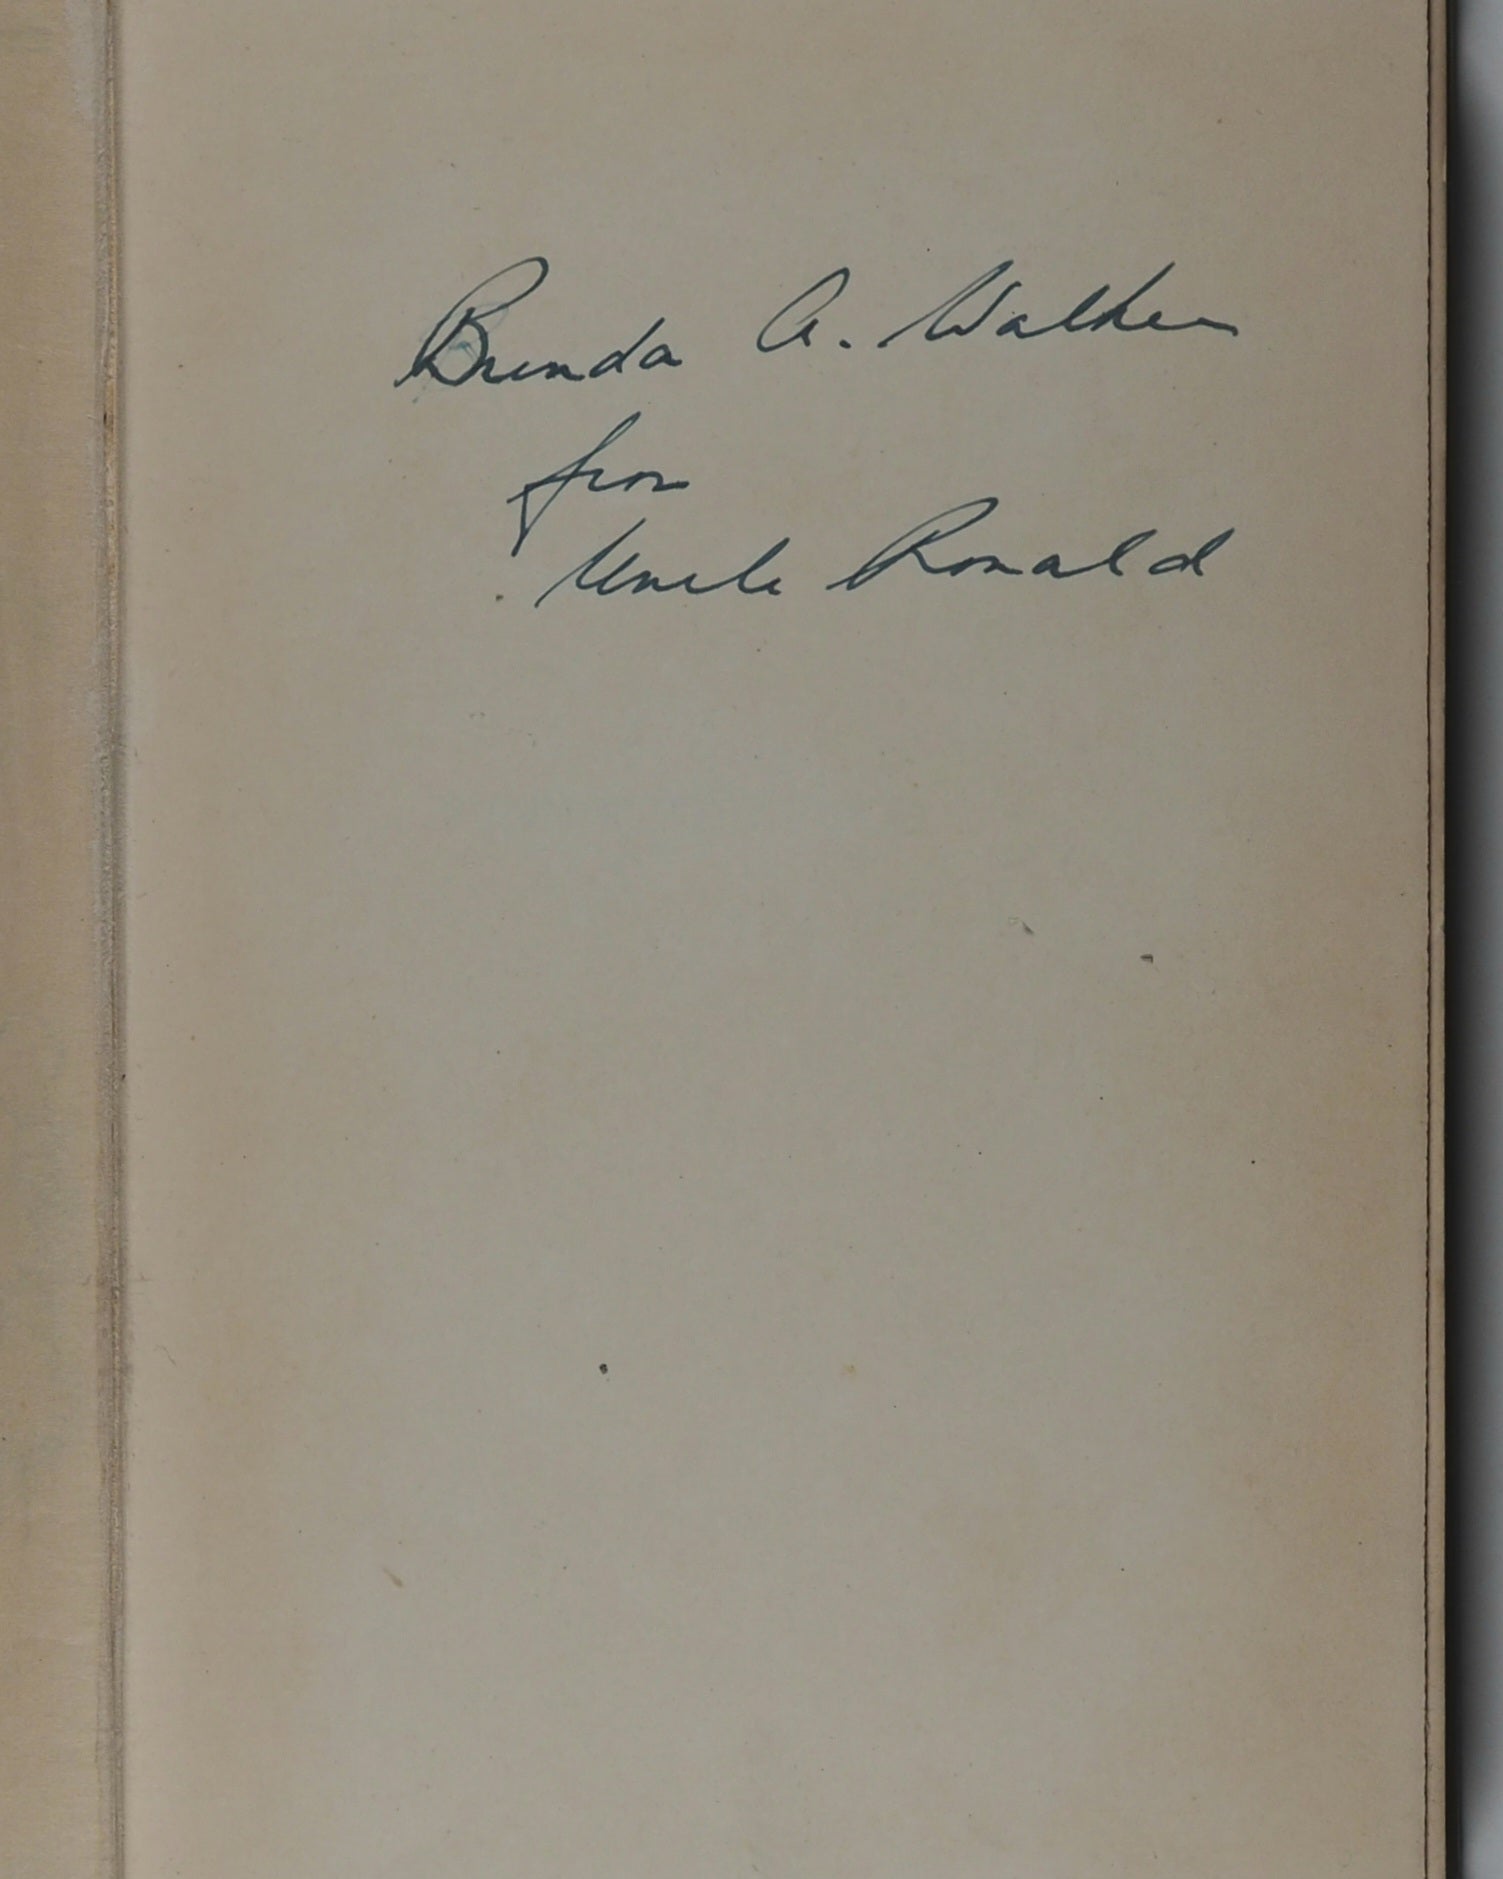 Brenda A. Walker
from
Uncle Ronald